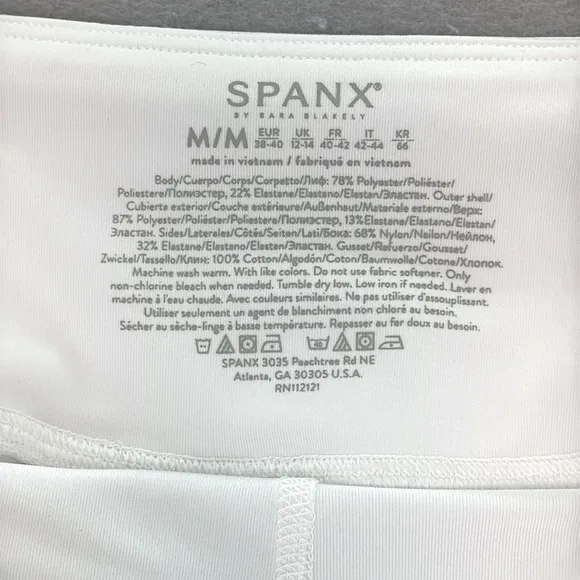 SPANX®
BY SARA BLAKELY
M/M EUR 38-40 UK 12-14 FR 40-42 IT 42-44 KR 66
made in vietnam / fabriqué en vietnam
Body/Cuerpo/Corps/Corpetto/Лиф: 78% Polyester/Poliéster/
Poliestere/Полиэстер, 22% Elastane/Elastano/Elastan/Эластан. Outer shell/
Cubierta exterior/Couche extérieure/Außenhaut/Materiale esterno/Верх:
87% Polyester/Poliéster/Poliestere/Полиэстер, 13% Elastane/Elastano/Elastan/
Эластан. Sides/Laterales/Côtés/Seiten/Lati/Бока: 68% Nylon/Nailon/Нейлон,
32% Elastane/Elastano/Elastan/Эластан. Gusset/Refuerzo/Gousset/
Zwickel/Tassello/Клин: 100% Cotton/Algodón/Coton/Baumwolle/Cotone/Хлопок.
Machine wash warm. With like colors. Do not use fabric softener. Only
non-chlorine bleach when needed. Tumble dry low. Low iron if needed. Laver en
machine à l'eau chaude. Avec couleurs similaires. Ne pas utiliser d'assouplissant.
Utiliser seulement un agent de blanchiment non chloré au besoin.
Sécher au sèche-linge à basse température. Repasser au fer doux au besoin.
40
SPANX 3035 Peachtree Rd NE
Atlanta, GA 30305 U.S.A.
RN112121